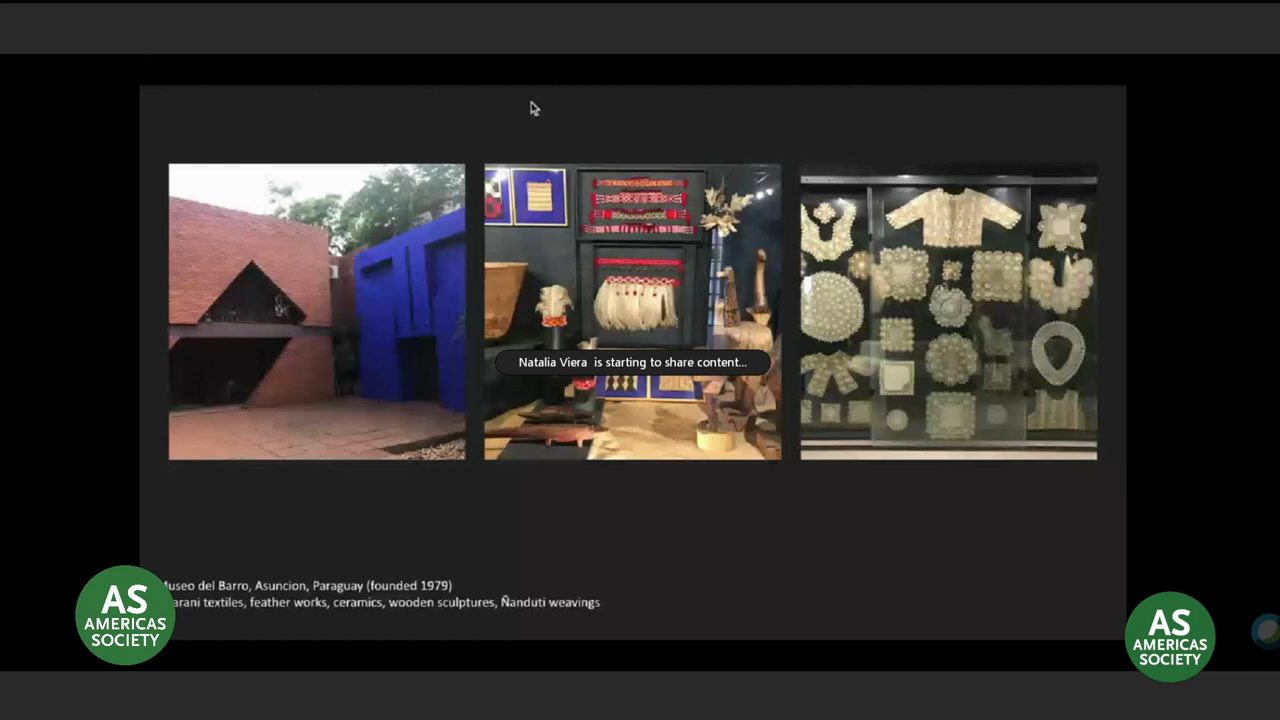 Natalia Viera is starting to share content...
useo del Barro, Asuncion, Paraguay (founded 1979)
arani textiles, feather works, ceramics, wooden sculptures, Ñanduti weavings
AS
AMERICAS
SOCIETY
AS
AMERICAS
SOCIETY